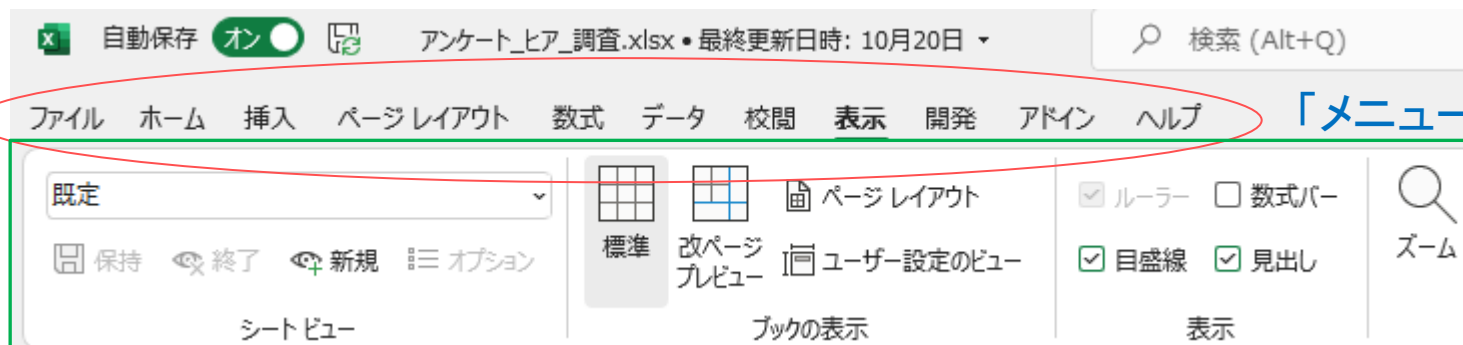 自動保存 オン アンケート_ヒア_調査.xlsx • 最終更新日時: 10月20日 検索 (Alt+Q)
ファイル ホーム 挿入 ページ レイアウト 数式 データ 校閲 表示 開発 アドイン ヘルプ 「メニュー
既定
保持 終了 新規 オプション
シート ビュー
標準
改ページ
プレビュー
ページ レイアウト
ユーザー設定のビュー
ブックの表示
ルーラー 数式バー
目盛線 見出し
表示
ズーム